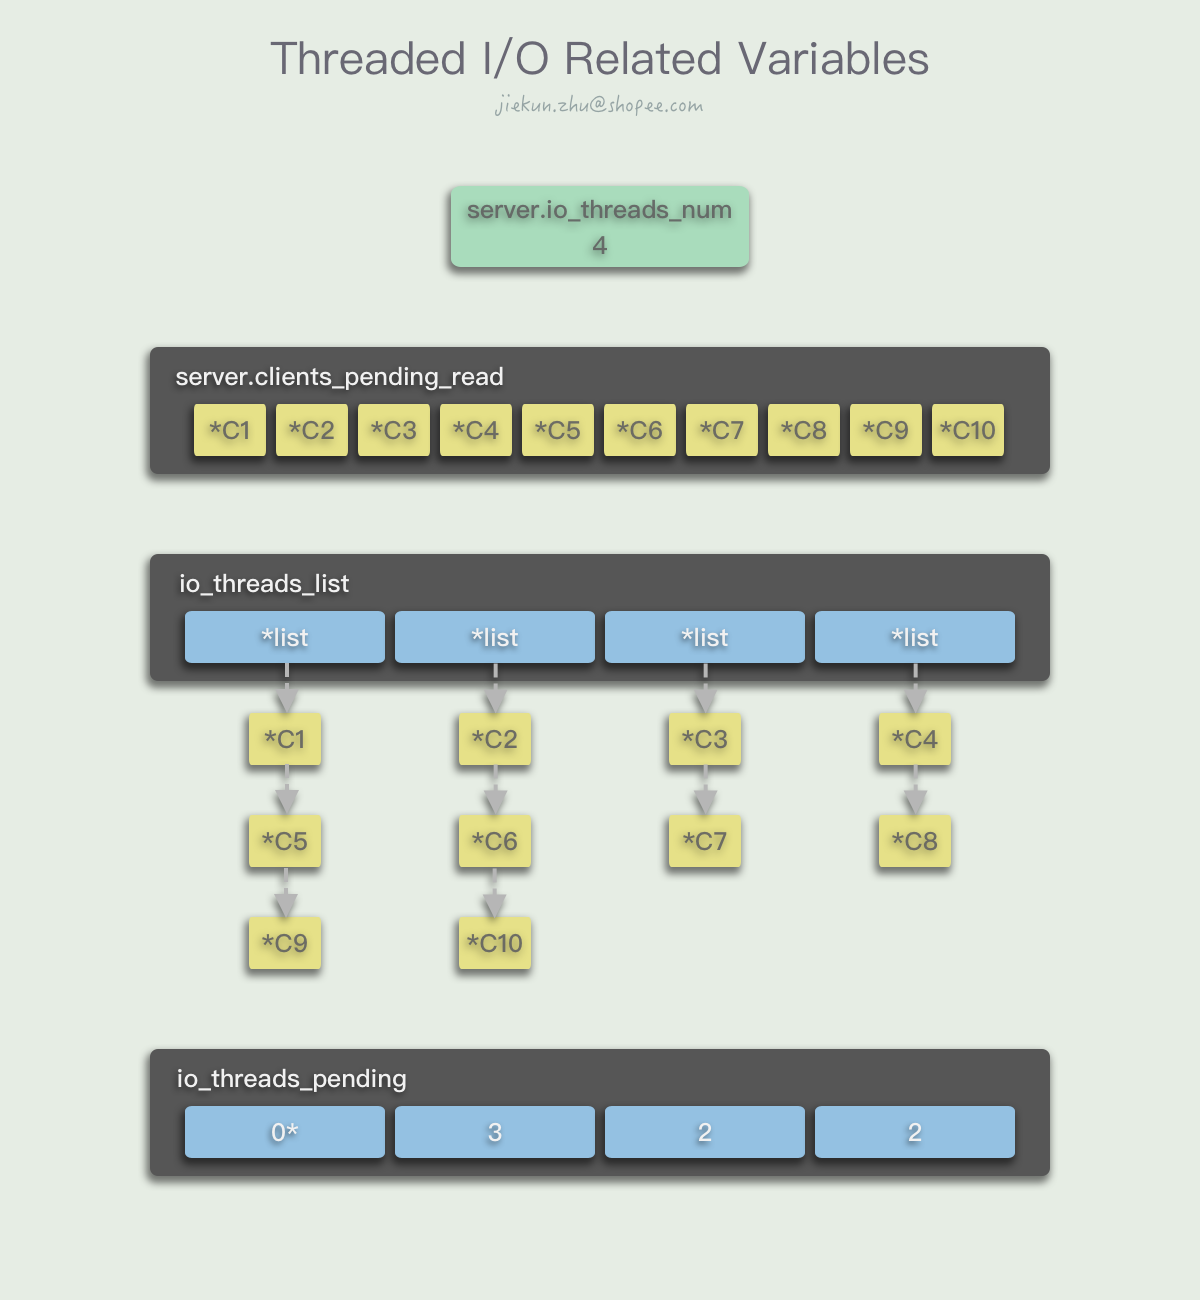 Threaded I/O Related Variables
jiekun.zhu@shopee.com
server.io_threads_num
4
server.clients_pending_read
*C1 *C2 *C3 *C4 *C5 *C6 *C7 *C8 *C9 *C10
io_threads_list
*list *list *list *list
*C1 *C2 *C3 *C4
*C5 *C6 *C7 *C8
*C9 *C10
io_threads_pending
0* 3 2 2